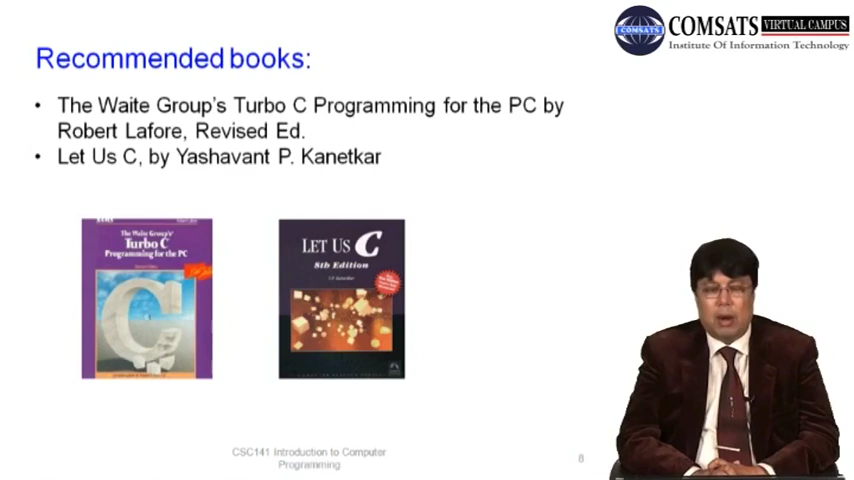 COMSATS
COMSATS VIRTUAL CAMPUS
Institute Of Information Technology
Recommended books:
• The Waite Group's Turbo C Programming for the PC by
Robert Lafore, Revised Ed.
• Let Us C, by Yashavant P. Kanetkar
The Waite Group's
Turbo C
Programming for the PC
LET US C
8th Edition
CSC141 Introduction to Computer
Programming
8